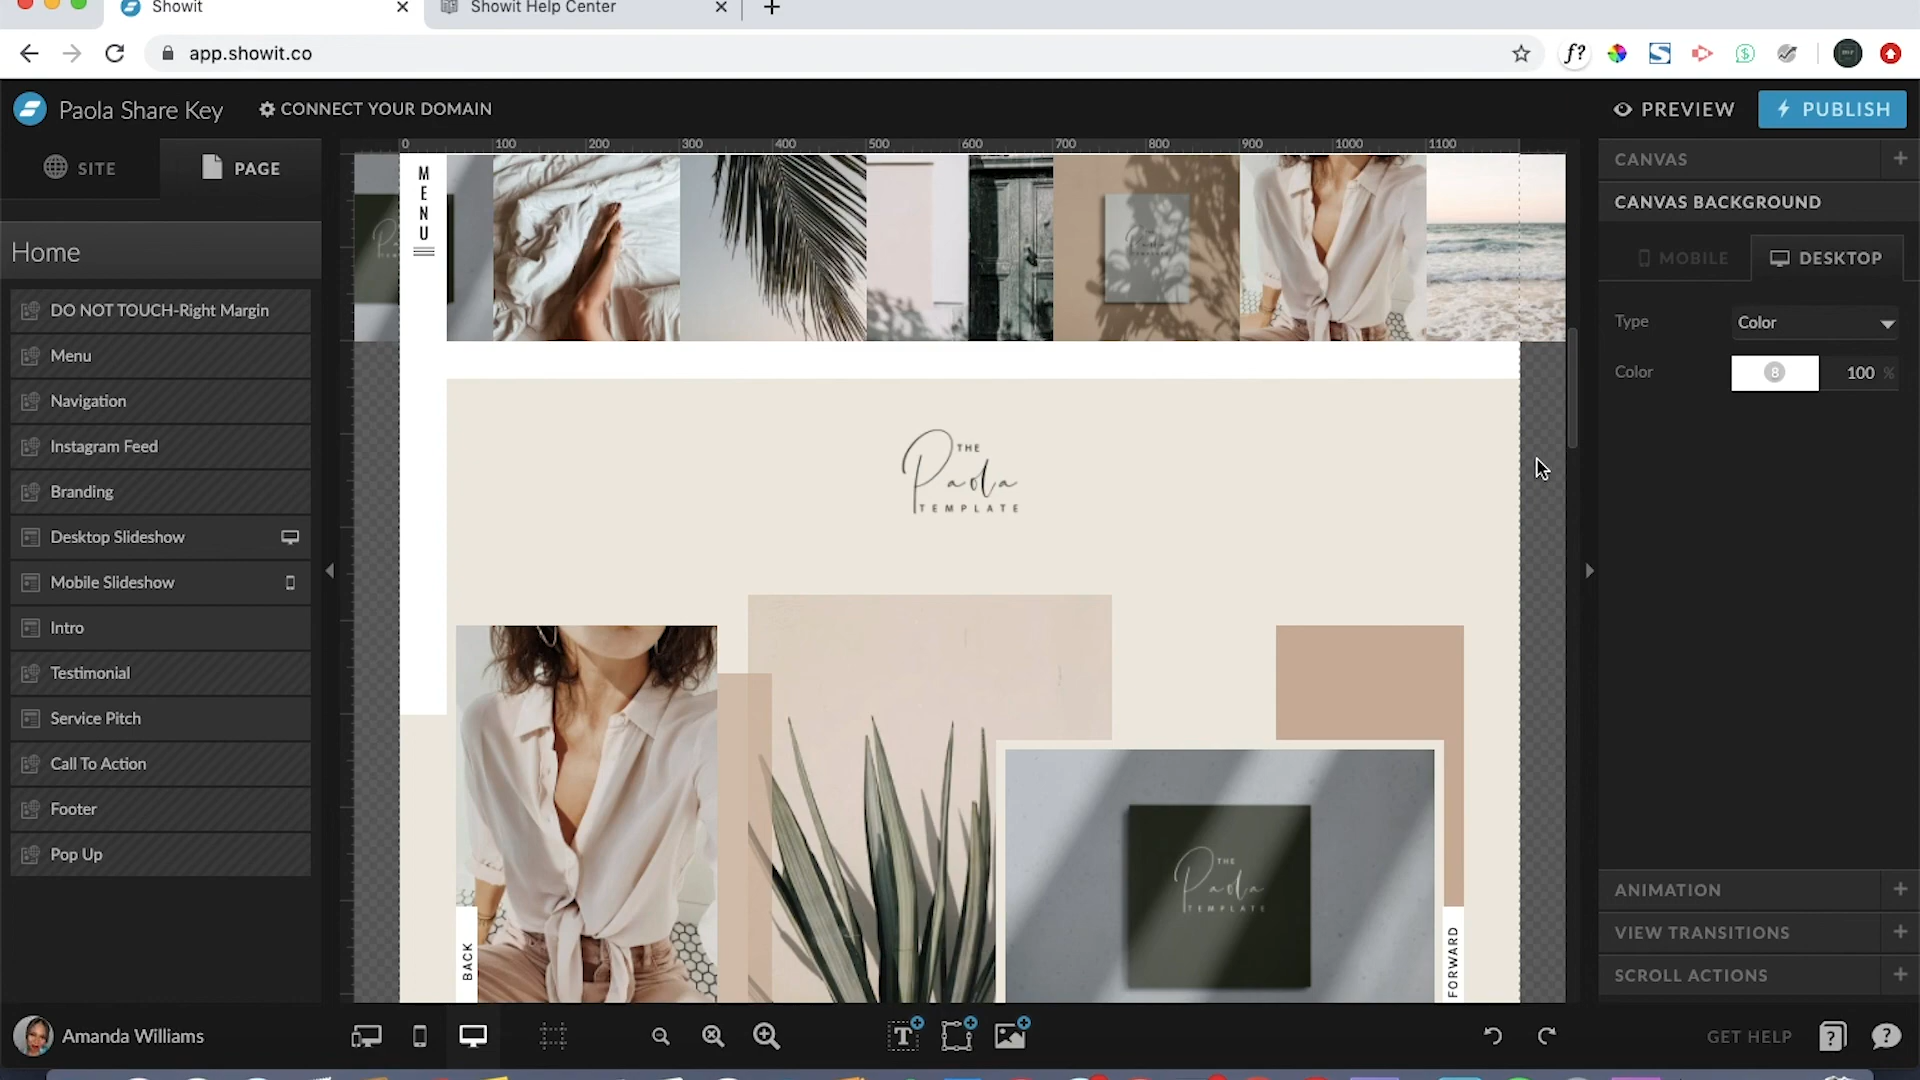 Showit
Showit Help Center
app.showit.co
f?
Paola Share Key
CONNECT YOUR DOMAIN
PREVIEW
PUBLISH
SITE
PAGE
0 100 200 300 400 500 600 700 800 900 1000 1100
CANVAS
CANVAS BACKGROUND
MOBILE
DESKTOP
Type
Color
Color
8
100 %
Home
DO NOT TOUCH-Right Margin
Menu
Navigation
Instagram Feed
Branding
Desktop Slideshow
Mobile Slideshow
Intro
Testimonial
Service Pitch
Call To Action
Footer
Pop Up
MENU
THE
Paola
TEMPLATE
THE
Paola
TEMPLATE
BACK
FORWARD
ANIMATION
VIEW TRANSITIONS
SCROLL ACTIONS
Amanda Williams
T
GET HELP